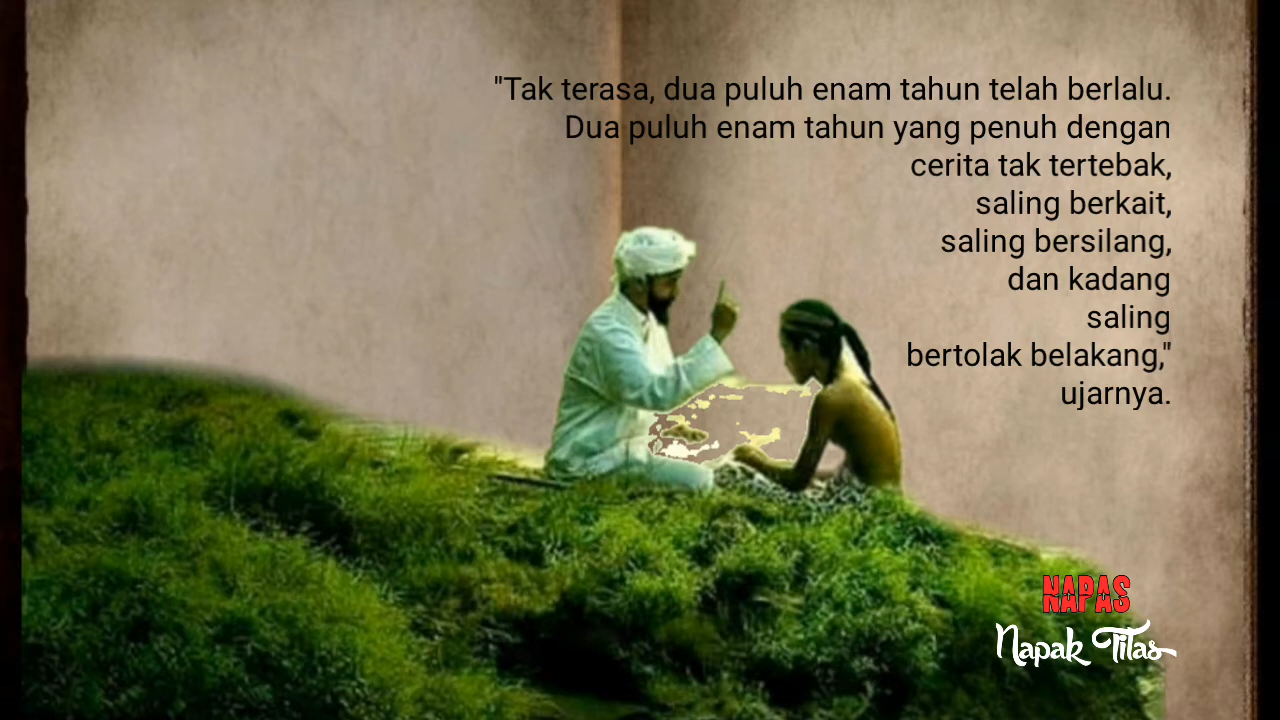 "Tak terasa, dua puluh enam tahun telah berlalu.
Dua puluh enam tahun yang penuh dengan
cerita tak tertebak,
saling berkait,
saling bersilang,
dan kadang
saling
bertolak belakang,"
ujarnya.
NAPAS
Napak Tilas